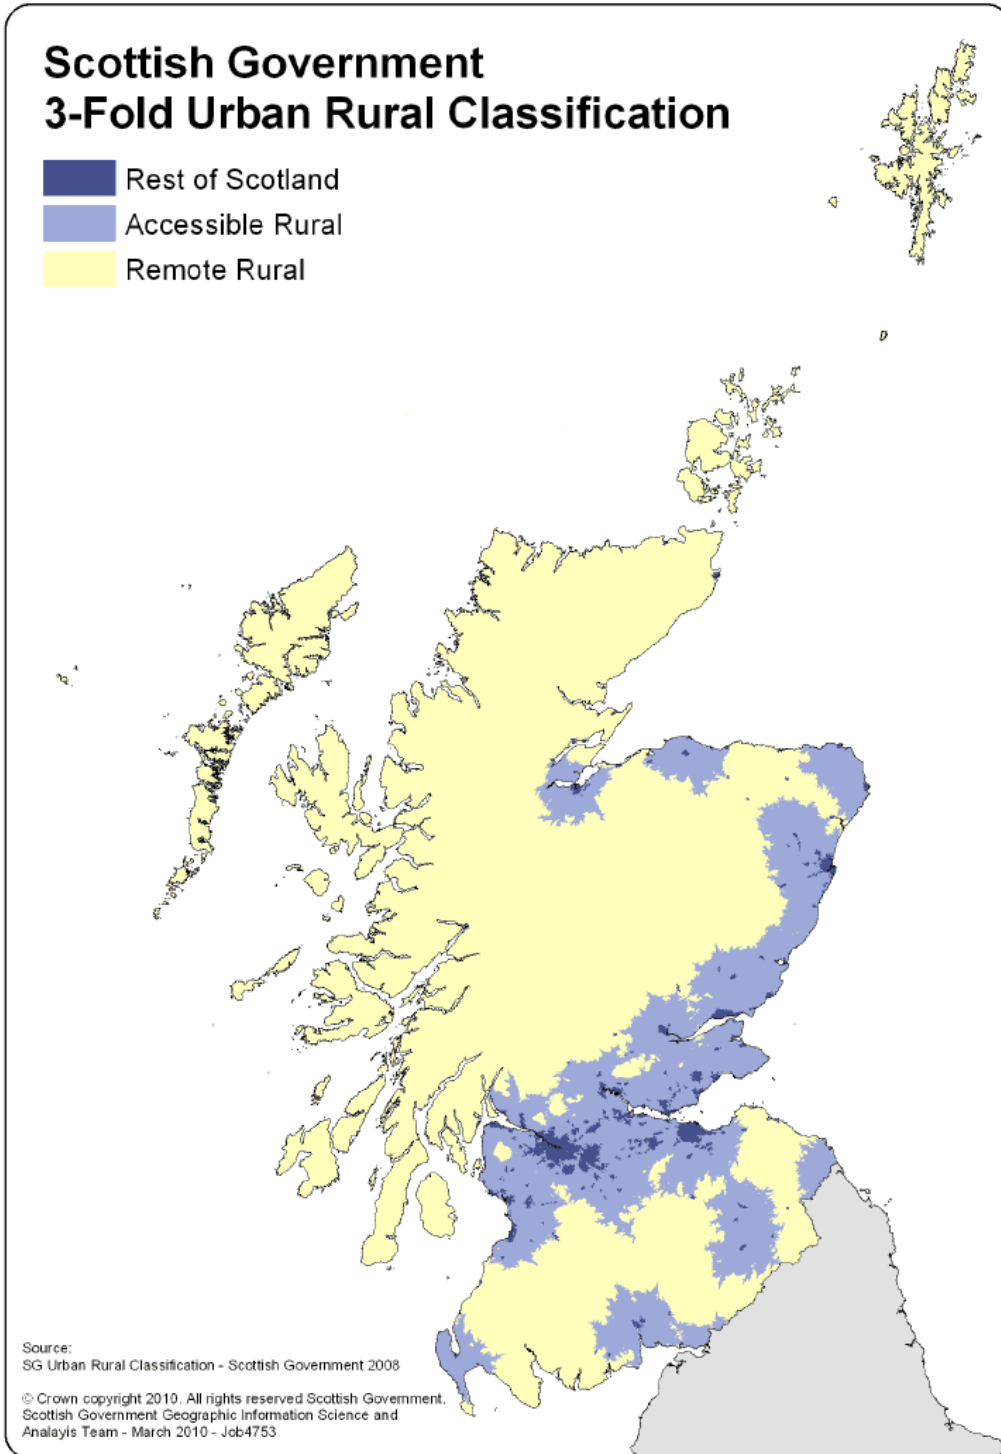 Scottish Government
3-Fold Urban Rural Classification
Rest of Scotland
Accessible Rural
Remote Rural
Source:
SG Urban Rural Classification - Scottish Government 2008
© Crown copyright 2010. All rights reserved Scottish Government.
Scottish Government Geographic Information Science and
Analayis Team - March 2010 - Job4753